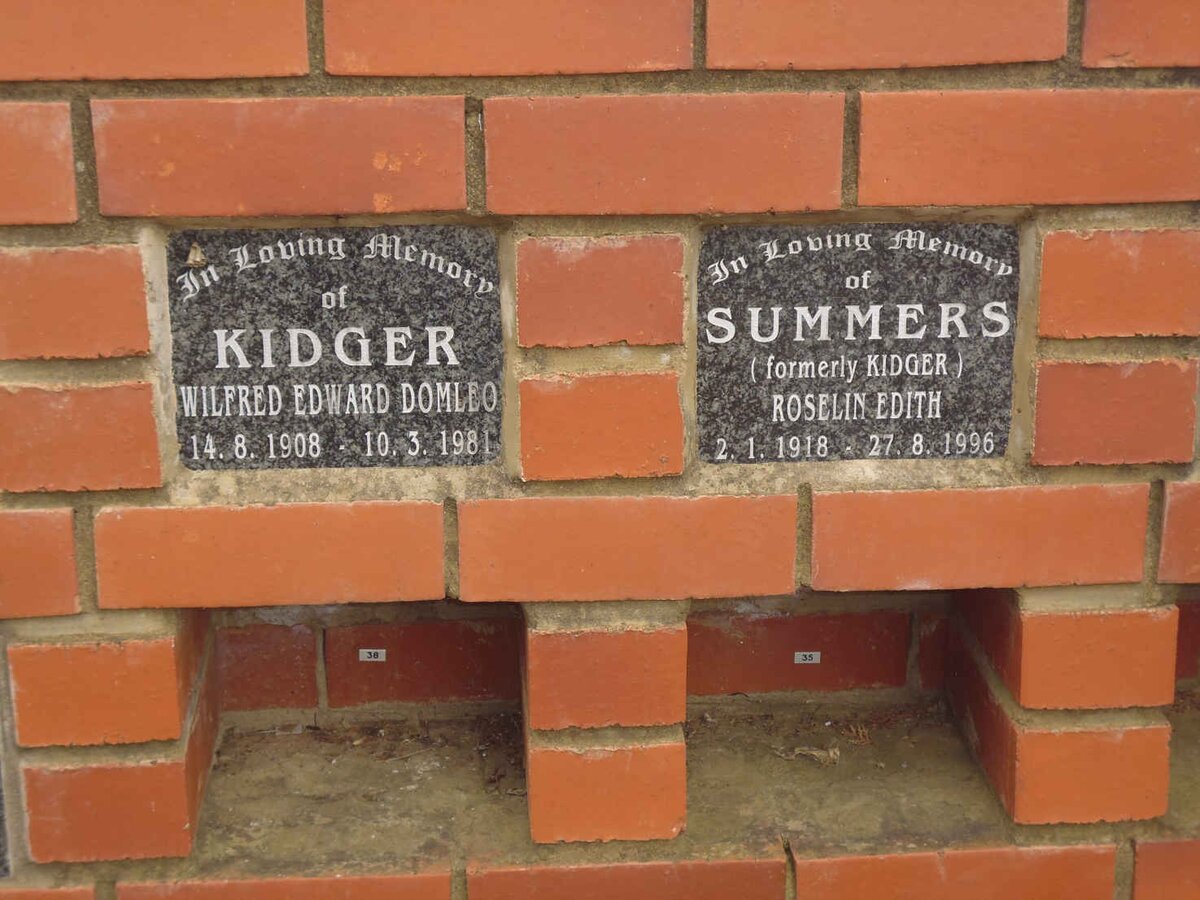 In Loving Memory
of
KIDGER
WILFRED EDWARD DOMLEO
14. 8. 1908 - 10. 3. 1981
In Loving Memory
of
SUMMERS
( formerly KIDGER )
ROSELIN EDITH
2. 1. 1918 - 27. 8. 1996
38
35